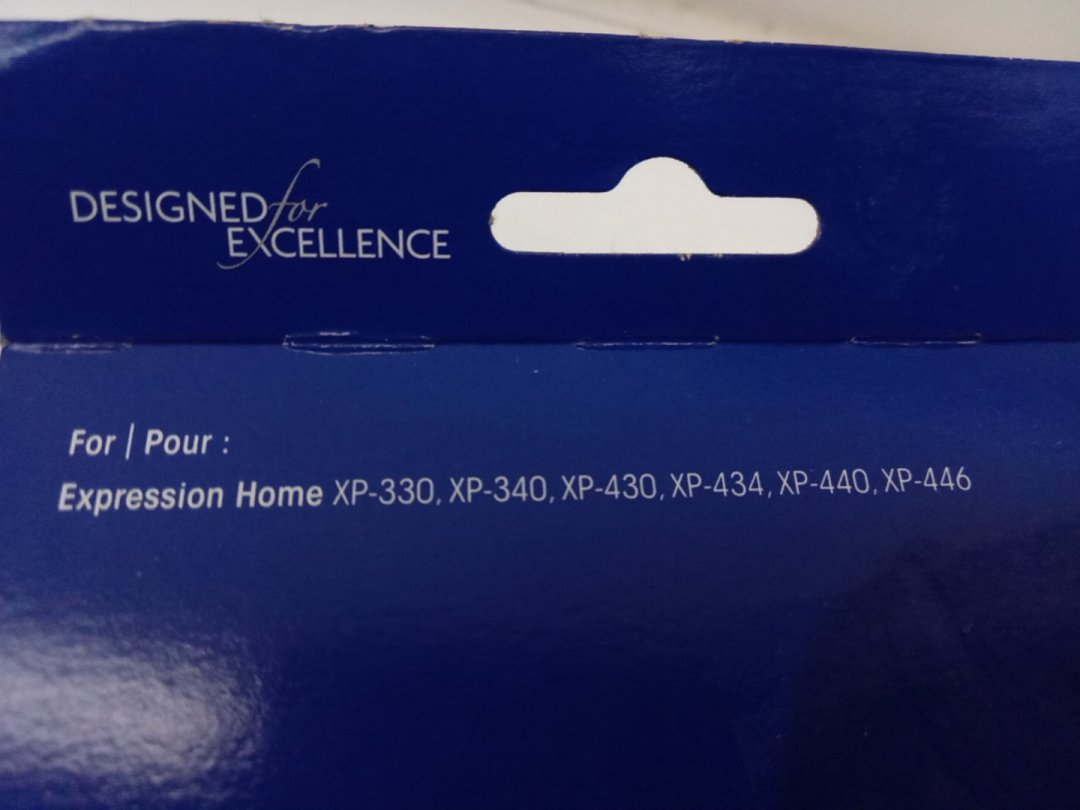 DESIGNED for
EXCELLENCE
For | Pour :
Expression Home XP-330, XP-340, XP-430, XP-434, XP-440, XP-446